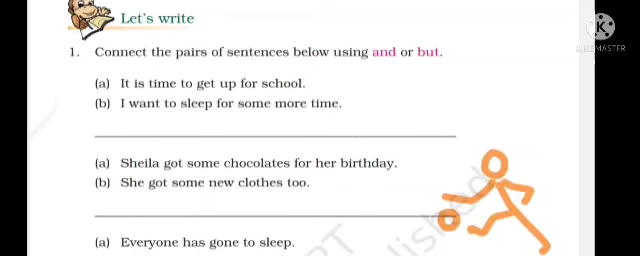 Let's write
1. Connect the pairs of sentences below using and or but.
(a) It is time to get up for school.
(b) I want to sleep for some more time.
(a) Sheila got some chocolates for her birthday.
(b) She got some new clothes too.
(a) Everyone has gone to sleep.